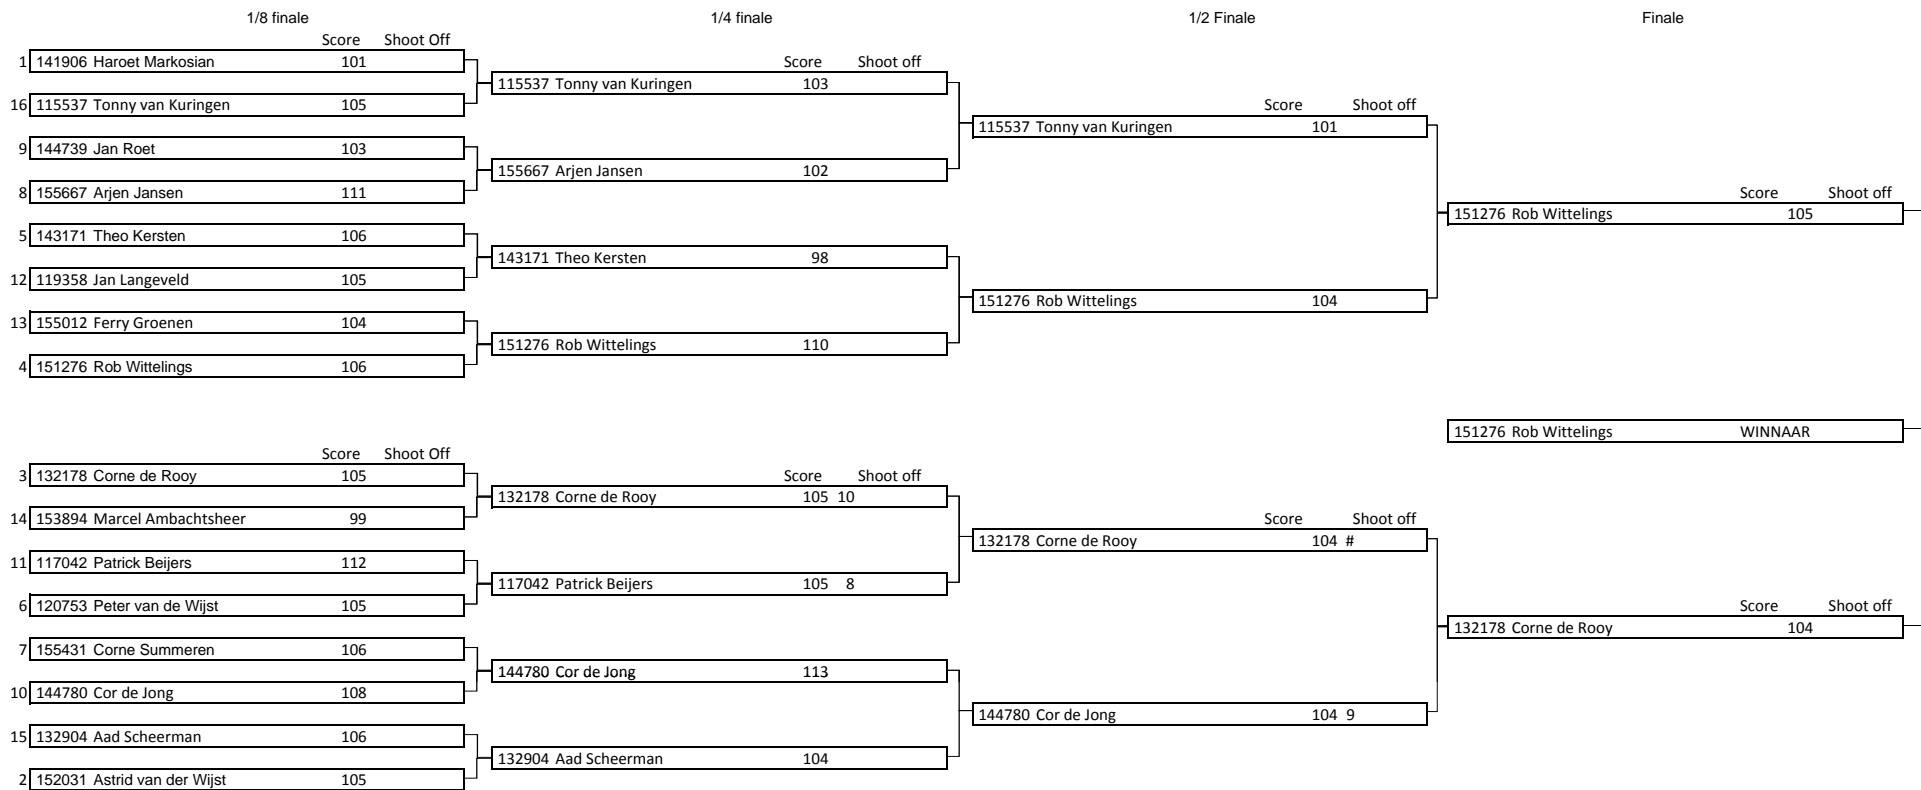 1/8 finale 1/4 finale 1/2 Finale Finale
Score Shoot Off
1 141906 Haroet Markosian 101
Score Shoot off
115537 Tonny van Kuringen 103
16 115537 Tonny van Kuringen 105
Score Shoot off
115537 Tonny van Kuringen 101
9 144739 Jan Roet 103
155667 Arjen Jansen 102
8 155667 Arjen Jansen 111
Score Shoot off
151276 Rob Wittelings 105
5 143171 Theo Kersten 106
143171 Theo Kersten 98
12 119358 Jan Langeveld 105
151276 Rob Wittelings 104
13 155012 Ferry Groenen 104
151276 Rob Wittelings 110
4 151276 Rob Wittelings 106
151276 Rob Wittelings WINNAAR
Score Shoot Off
3 132178 Corne de Rooy 105
Score Shoot off
132178 Corne de Rooy 105 10
14 153894 Marcel Ambachtsheer 99
Score Shoot off
132178 Corne de Rooy 104 #
11 117042 Patrick Beijers 112
117042 Patrick Beijers 105 8
6 120753 Peter van de Wijst 105
Score Shoot off
132178 Corne de Rooy 104
7 155431 Corne Summeren 106
144780 Cor de Jong 113
10 144780 Cor de Jong 108
144780 Cor de Jong 104 9
15 132904 Aad Scheerman 106
132904 Aad Scheerman 104
2 152031 Astrid van der Wijst 105